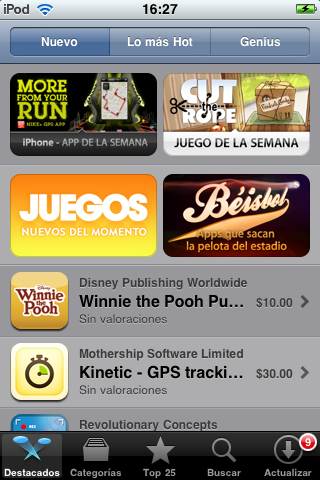 iPod
16:27
Nuevo
Lo más Hot
Genius
MORE
FROM YOUR
RUN
NIKE+ GPS APP
iPhone - APP DE LA SEMANA
CUT
the
ROPE
JUEGO DE LA SEMANA
JUEGOS
NUEVOS DEL MOMENTO
Béisbol
Apps que sacan
la pelota del estadio
Disney Publishing Worldwide
Winnie the Pooh Pu...
$10.00
Sin valoraciones
Disney
Winnie
the
Pooh
Mothership Software Limited
Kinetic - GPS tracki...
$30.00
Sin valoraciones
Revolutionary Concepts
REC
Destacados
Categorías
Top 25
Buscar
9
Actualizar